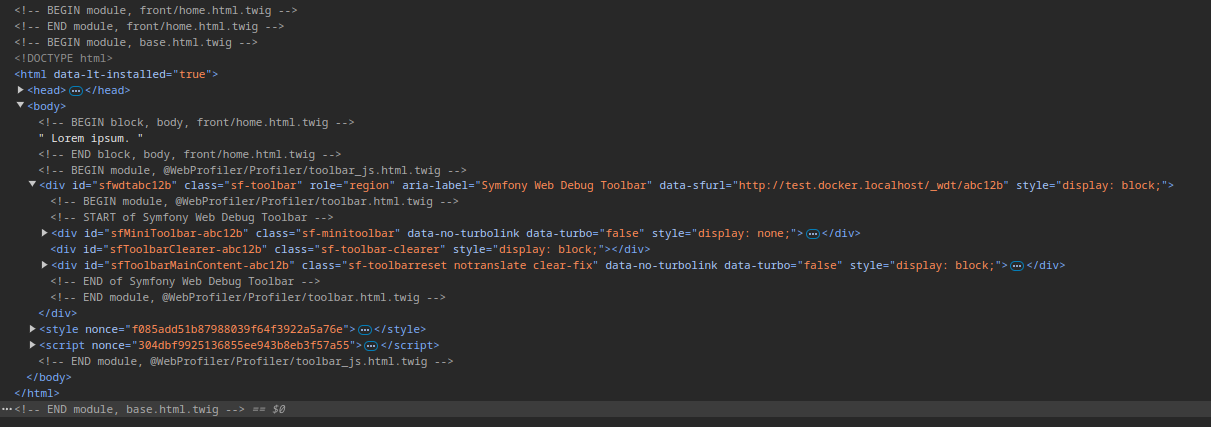 <!-- BEGIN module, front/home.html.twig -->
<!-- END module, front/home.html.twig -->
<!-- BEGIN module, base.html.twig -->
<!DOCTYPE html>
<html data-lt-installed="true">
<head>⋯</head>
<body>
<!-- BEGIN block, body, front/home.html.twig -->
" Lorem ipsum. "
<!-- END block, body, front/home.html.twig -->
<!-- BEGIN module, @WebProfiler/Profiler/toolbar_js.html.twig -->
<div id="sfwdtabc12b" class="sf-toolbar" role="region" aria-label="Symfony Web Debug Toolbar" data-sfurl="http://test.docker.localhost/_wdt/abc12b" style="display: block;">
<!-- BEGIN module, @WebProfiler/Profiler/toolbar.html.twig -->
<!-- START of Symfony Web Debug Toolbar -->
<div id="sfMiniToolbar-abc12b" class="sf-minitoolbar" data-no-turbolink data-turbo="false" style="display: none;">⋯</div>
<div id="sfToolbarClearer-abc12b" class="sf-toolbar-clearer" style="display: block;"></div>
<div id="sfToolbarMainContent-abc12b" class="sf-toolbarreset notranslate clear-fix" data-no-turbolink data-turbo="false" style="display: block;">⋯</div>
<!-- END of Symfony Web Debug Toolbar -->
<!-- END module, @WebProfiler/Profiler/toolbar.html.twig -->
</div>
<style nonce="f085add51b87988039f64f3922a5a76e">⋯</style>
<script nonce="304dbf9925136855ee943b8eb3f57a55">⋯</script>
<!-- END module, @WebProfiler/Profiler/toolbar_js.html.twig -->
</body>
</html>
⋯<!-- END module, base.html.twig --> == $0